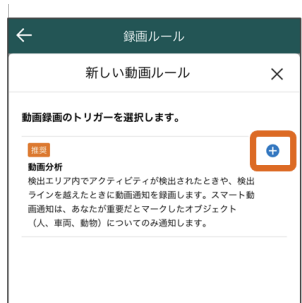 録画ルール
新しい動画ルール
動画録画のトリガーを選択します。
推奨
動画分析
検出エリア内でアクティビティが検出されたときや、検出
ラインを越えたときに動画通知を録画します。スマート動
画通知は、あなたが重要だとマークしたオブジェクト
（人、車両、動物）についてのみ通知します。